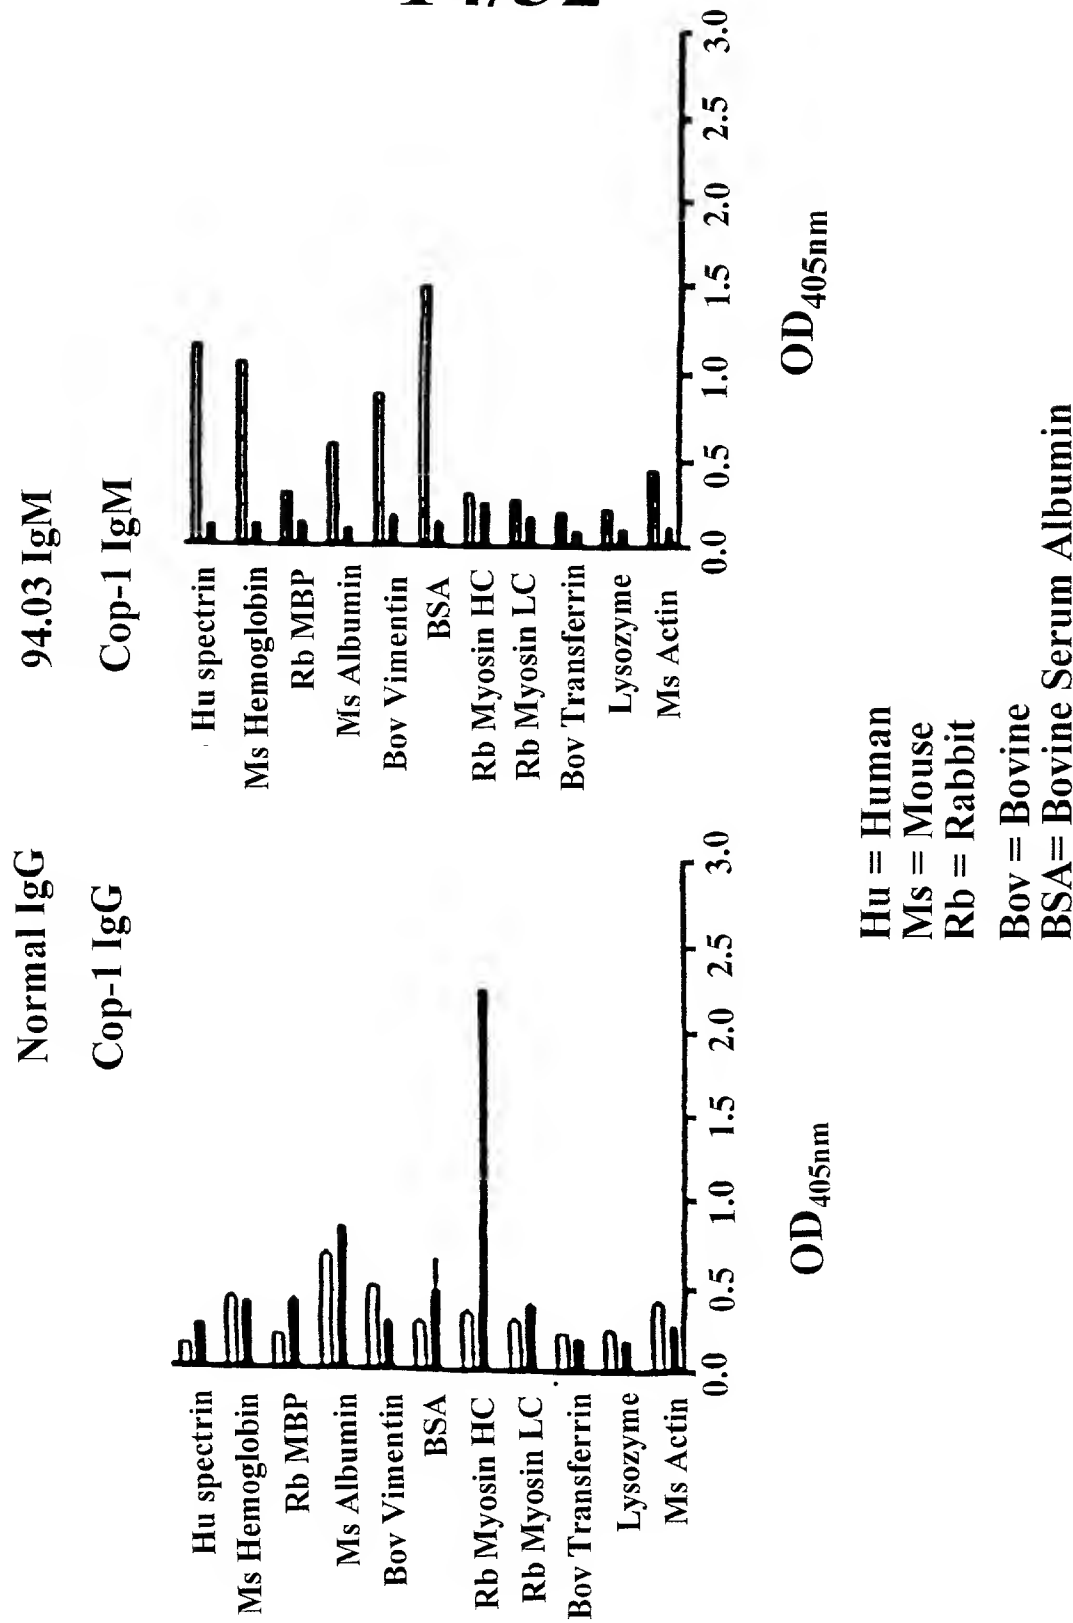 94.03 IgM
Cop-1 IgM
Hu spectrin
Ms Hemoglobin
Rb MBP
Ms Albumin
Bov Vimentin
BSA
Rb Myosin HC
Rb Myosin LC
Bov Transferrin
Lysozyme
Ms Actin
0.0 0.5 1.0 1.5 2.0 2.5 3.0
OD405nm
Normal IgG
Cop-1 IgG
Hu spectrin
Ms Hemoglobin
Rb MBP
Ms Albumin
Bov Vimentin
BSA
Rb Myosin HC
Rb Myosin LC
Bov Transferrin
Lysozyme
Ms Actin
0.0 0.5 1.0 1.5 2.0 2.5 3.0
OD405nm
Hu = Human
Ms = Mouse
Rb = Rabbit
Bov = Bovine
BSA= Bovine Serum Albumin